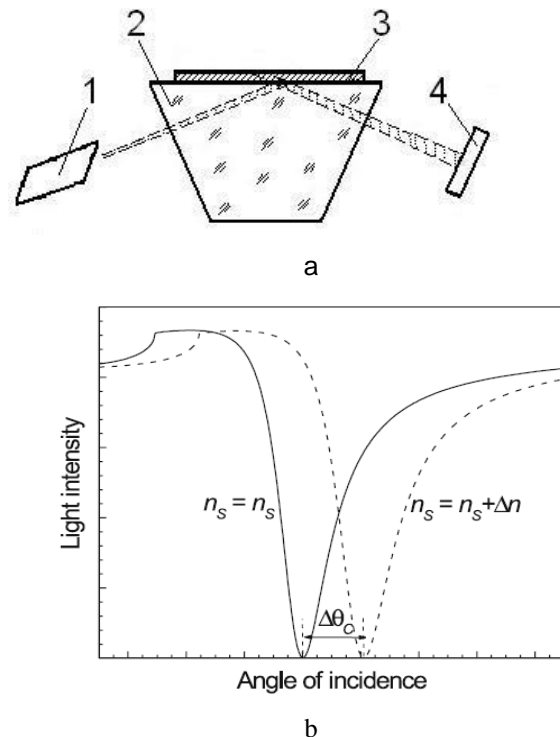 2
3
1
4
a
Light intensity
n_s = n_s
n_s = n_s + Δn
Δθ_c
Angle of incidence
b